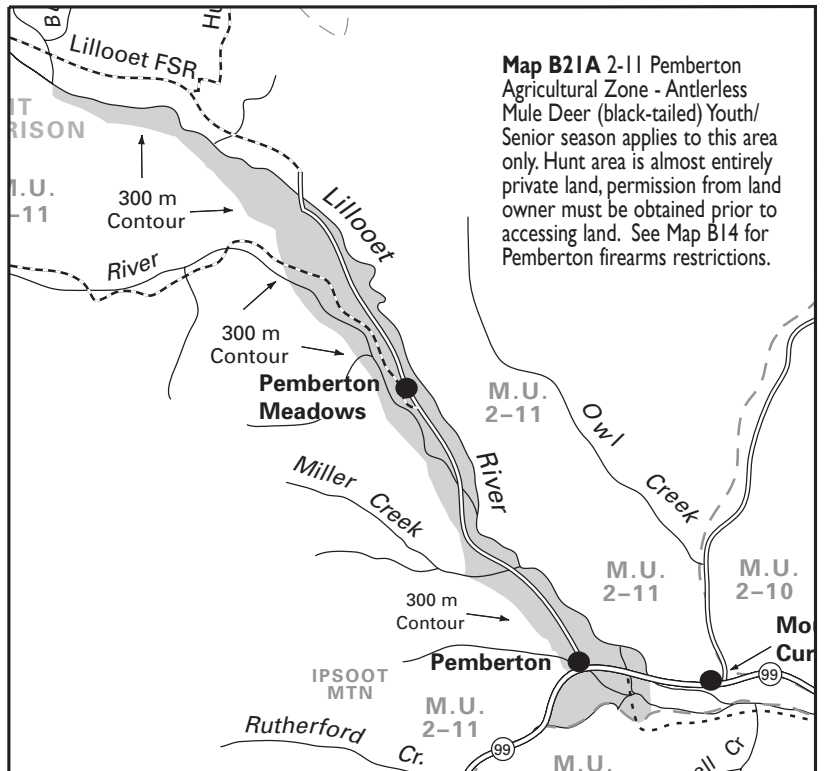 Lillooet FSR
Map B21A 2-11 Pemberton
Agricultural Zone - Antlerless
Mule Deer (black-tailed) Youth/
Senior season applies to this area
only. Hunt area is almost entirely
private land, permission from land
owner must be obtained prior to
accessing land. See Map B14 for
Pemberton firearms restrictions.
300 m
Contour
Lillooet
River
300 m
Contour
Pemberton
Meadows
M.U.
2-11
Owl
Creek
River
Miller
Creek
M.U.
2-11
M.U.
2-10
300 m
Contour
Pemberton
99
IPSOOT
MTN
M.U.
2-11
Rutherford
Cr.
99
M.U.
Cr